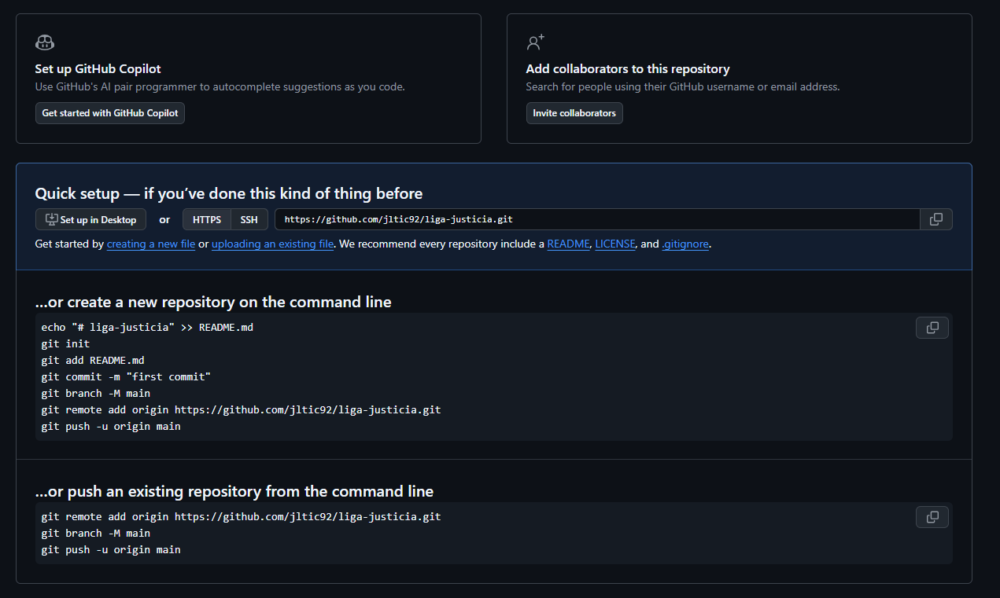 Set up GitHub Copilot
Use GitHub's AI pair programmer to autocomplete suggestions as you code.
Get started with GitHub Copilot
Add collaborators to this repository
Search for people using their GitHub username or email address.
Invite collaborators
Quick setup — if you've done this kind of thing before
Set up in Desktop or HTTPS SSH https://github.com/jltic92/liga-justicia.git
Get started by creating a new file or uploading an existing file. We recommend every repository include a README, LICENSE, and .gitignore.
…or create a new repository on the command line
echo "# liga-justicia" >> README.md
git init
git add README.md
git commit -m "first commit"
git branch -M main
git remote add origin https://github.com/jltic92/liga-justicia.git
git push -u origin main
…or push an existing repository from the command line
git remote add origin https://github.com/jltic92/liga-justicia.git
git branch -M main
git push -u origin main